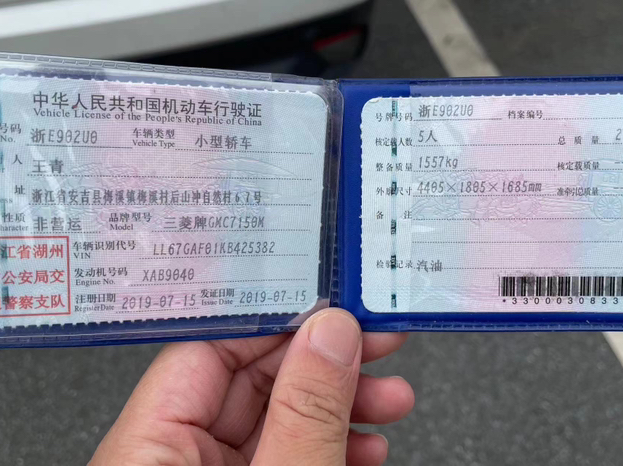 中华人民共和国机动车行驶证
Vehicle License of the People's Republic of China
号码 浙E902U0 车辆类型 小型轿车
No. Vehicle Type
人 王青
址 浙江省安吉县梅溪镇梅溪村后山冲自然村67号
性质 非营运 品牌型号 三菱牌GMC7150M
Character Model
江省湖州
公安局交
警察支队
车辆识别代号 LL67GAF01KB425382
VIN
发动机号码 XAB9040
Engine No.
注册日期 2019-07-15 发证日期 2019-07-15
Register Date Issue Date
号牌号码 浙E902U0 档案编号
核定载人数 5人 总质量 2
整备质量 1557kg 核定载质量
外廓尺寸 4405×1805×1685mm 准牵引总质量
备注
检验记录 汽油
*3300030833